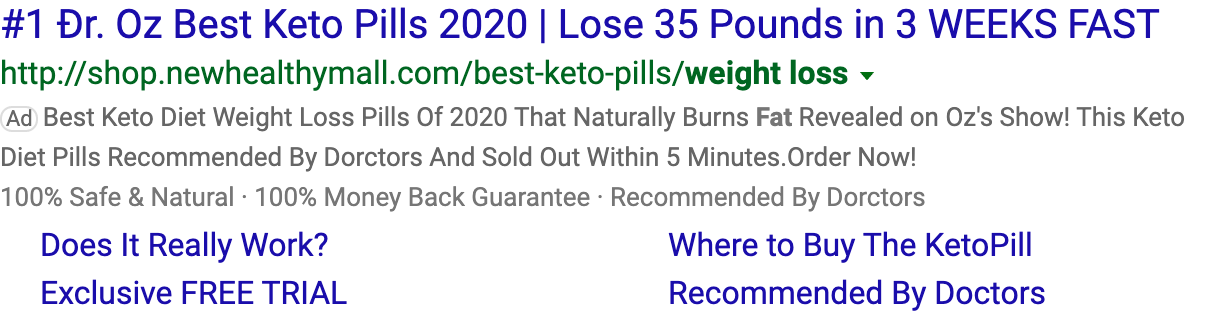 #1 Đr. Oz Best Keto Pills 2020 | Lose 35 Pounds in 3 WEEKS FAST
http://shop.newhealthymall.com/best-keto-pills/weight loss
Ad Best Keto Diet Weight Loss Pills Of 2020 That Naturally Burns Fat Revealed on Oz's Show! This Keto
Diet Pills Recommended By Dorctors And Sold Out Within 5 Minutes.Order Now!
100% Safe & Natural · 100% Money Back Guarantee · Recommended By Dorctors
Does It Really Work? Where to Buy The KetoPill
Exclusive FREE TRIAL Recommended By Doctors